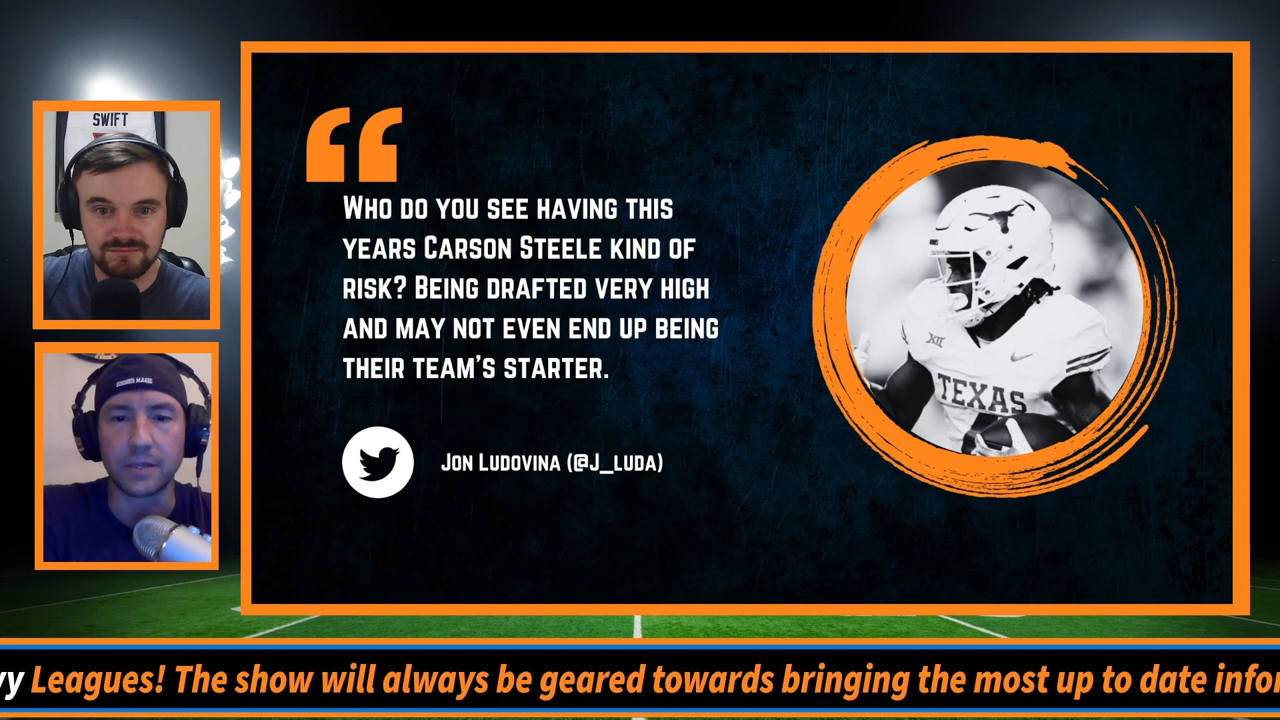 SWIFT
WHO DO YOU SEE HAVING THIS
YEARS CARSON STEELE KIND OF
RISK? BEING DRAFTED VERY HIGH
AND MAY NOT EVEN END UP BEING
THEIR TEAM'S STARTER.
JON LUDOVINA (@J_LUDA)
XII
TEXAS
Leagues! The show will always be geared towards bringing the most up to date